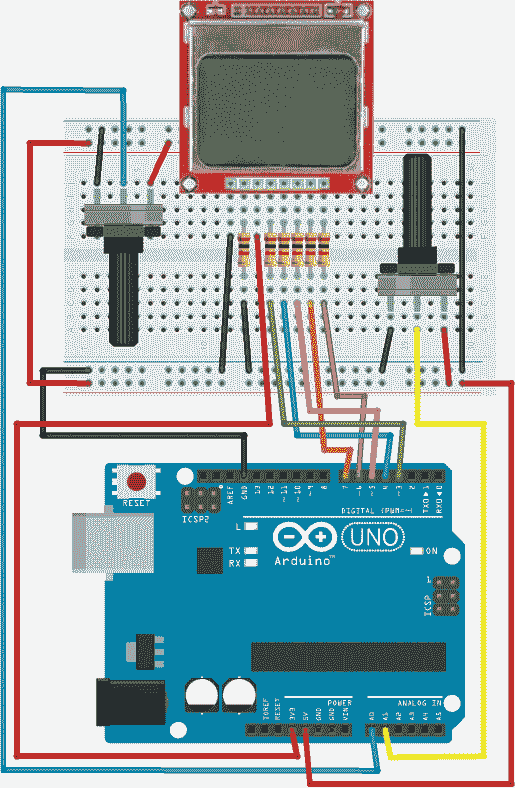 RESET
ICSP2
AREF
GND
13
12
~11
~10
~9
8
7
~6
~5
4
~3
2
TXD▶1
RXD◀0
DIGITAL (PWM=~)
L
TX
RX
UNO
Arduino™
ON
1
ICSP
POWER
ANALOG IN
IOREF
RESET
3V3
5V
GND
GND
VIN
A0
A1
A2
A3
A4
A5